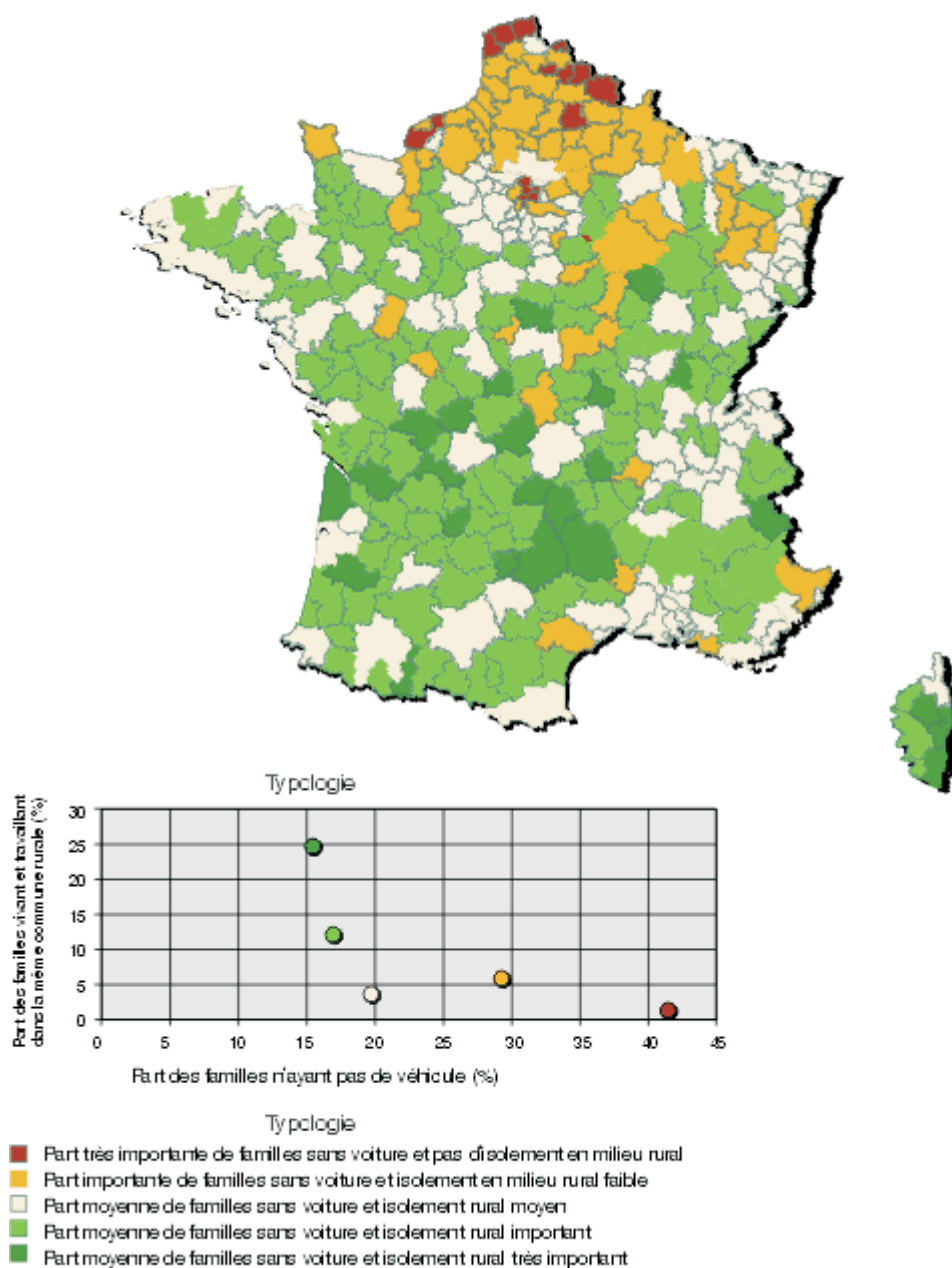 Typologie
Part des familles vivant et travaillant
dans la même commune rurale (%)
30
25
20
15
10
5
0
0 5 10 15 20 25 30 35 40 45
Part des familles n'ayant pas de véhicule (%)
Typologie
Part très importante de familles sans voiture et pas d'isolement en milieu rural
Part importante de familles sans voiture et isolement en milieu rural faible
Part moyenne de familles sans voiture et isolement rural moyen
Part moyenne de familles sans voiture et isolement rural important
Part moyenne de familles sans voiture et isolement rural très important